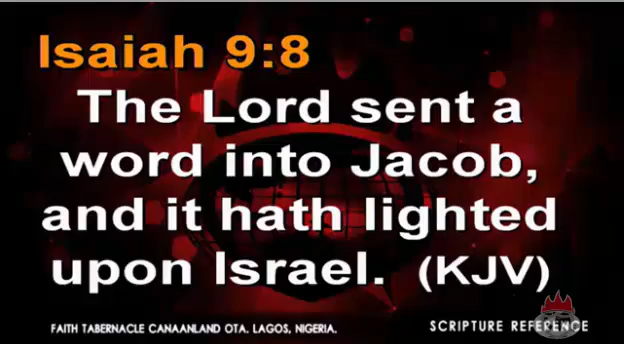 Isaiah 9:8
The Lord sent a
word into Jacob,
and it hath lighted
upon Israel. (KJV)
FAITH TABERNACLE CANAANLAND OTA. LAGOS, NIGERIA.
SCRIPTURE REFERENCE